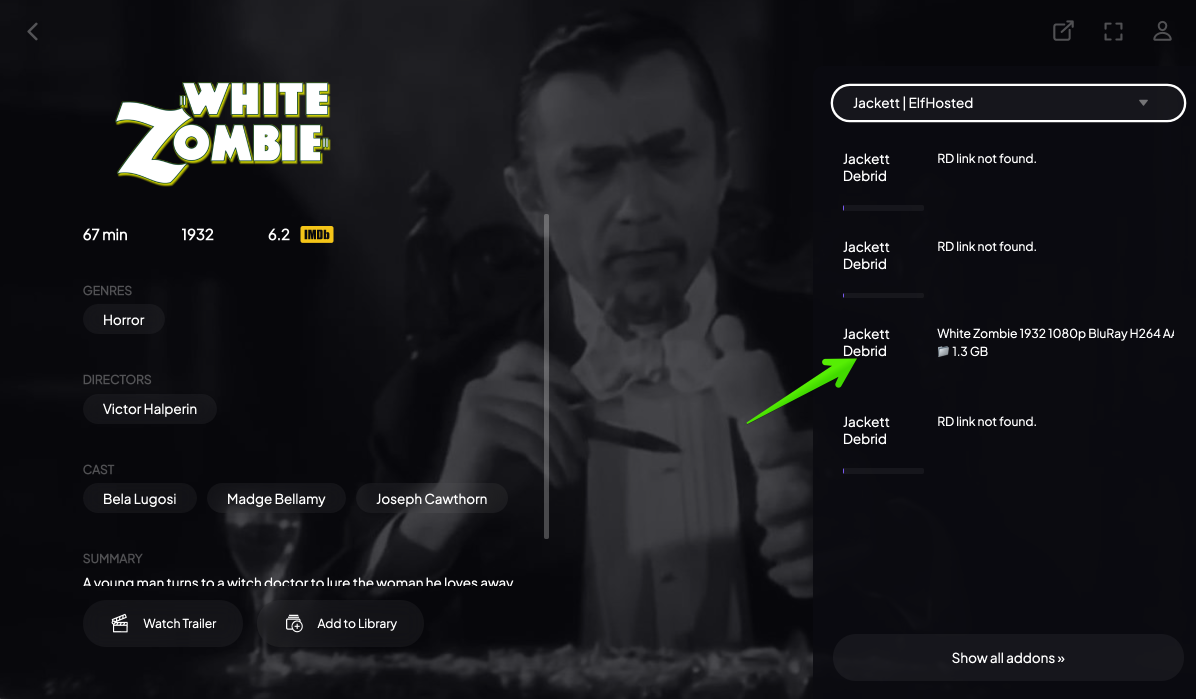 WHITE
ZOMBIE
67 min 1932 6.2 IMDb
GENRES
Horror
DIRECTORS
Victor Halperin
CAST
Bela Lugosi Madge Bellamy Joseph Cawthorn
SUMMARY
A young man turns to a witch doctor to lure the woman he loves away
Watch Trailer Add to Library
Jackett | ElfHosted
Jackett
Debrid
RD link not found.
Jackett
Debrid
RD link not found.
Jackett
Debrid
White Zombie 1932 1080p BluRay H264
1.3 GB
Jackett
Debrid
RD link not found.
Show all addons »